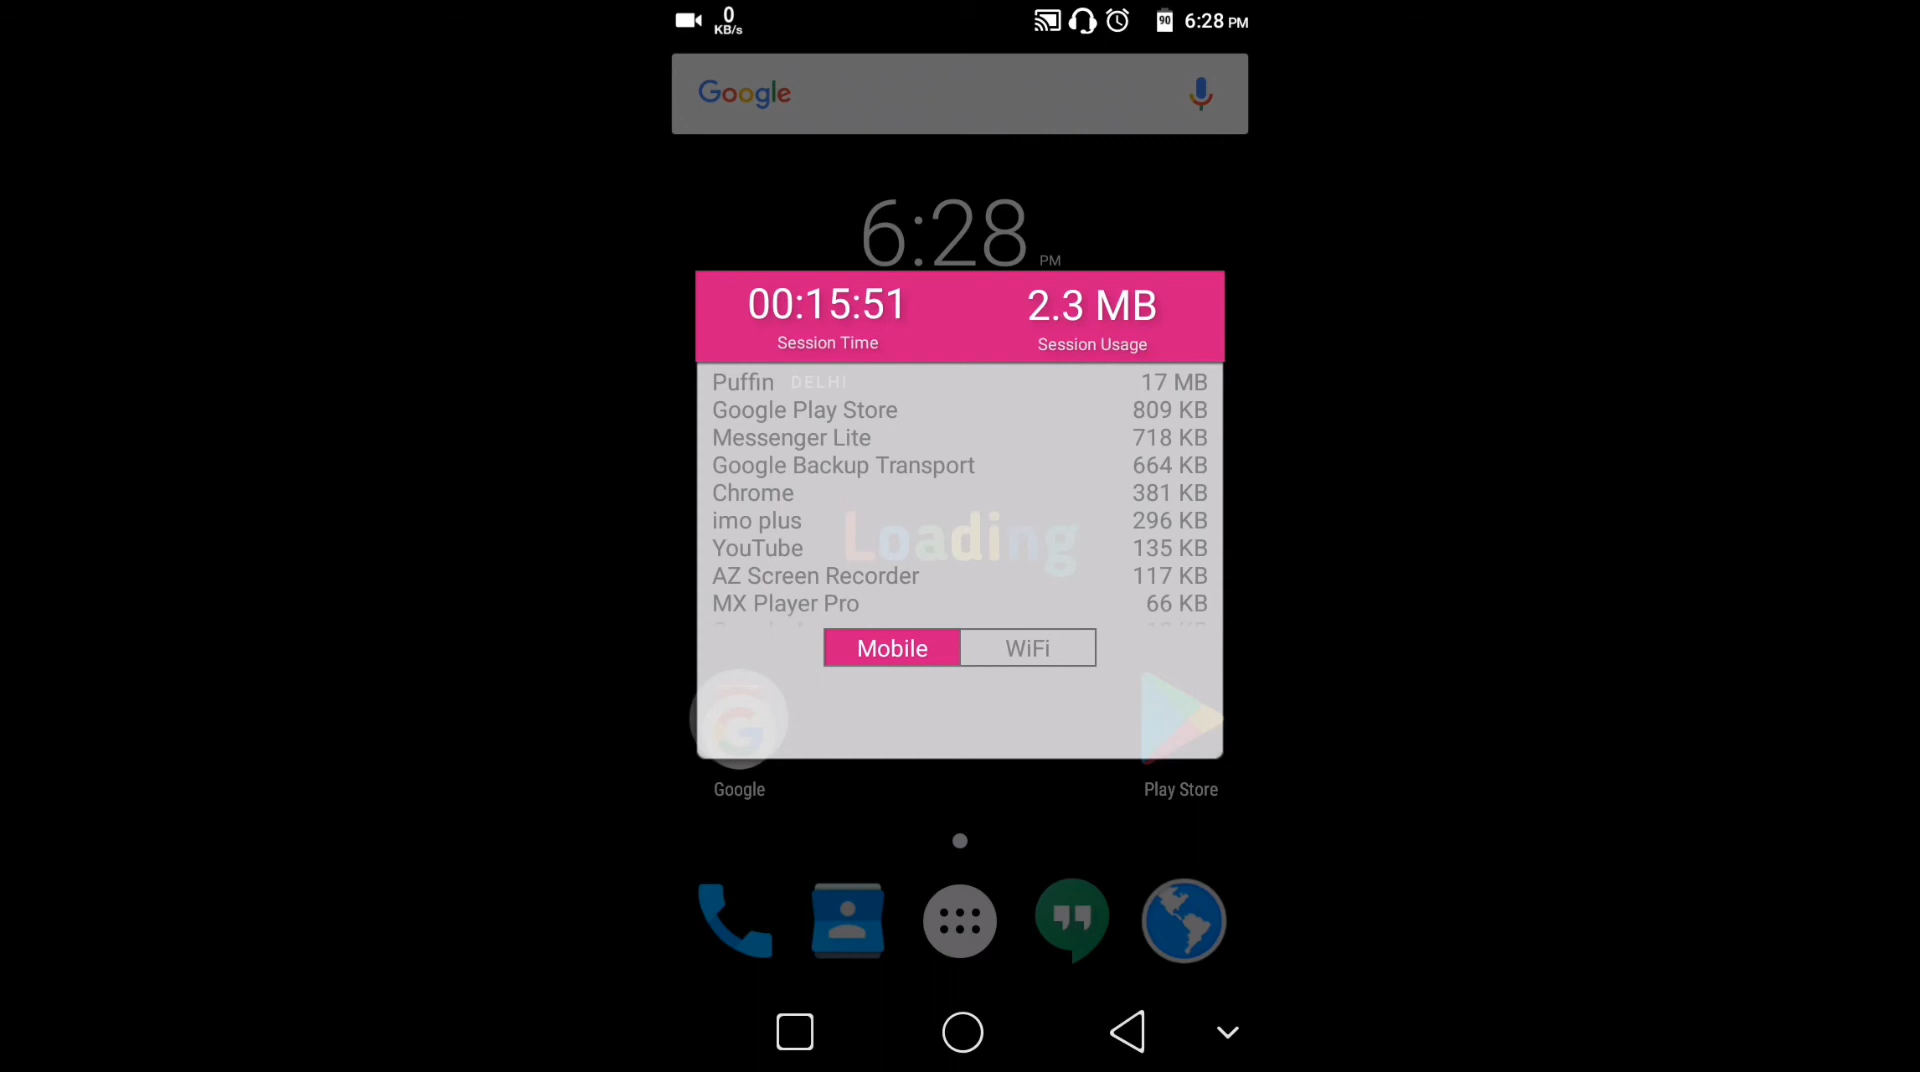 0
KB/s
90
6:28 PM
Google
6:28
PM
00:15:51 2.3 MB
Session Time Session Usage
Puffin DELHI 17 MB
Google Play Store 809 KB
Messenger Lite 718 KB
Google Backup Transport 664 KB
Chrome 381 KB
imo plus 296 KB
Loading
YouTube 135 KB
AZ Screen Recorder 117 KB
MX Player Pro 66 KB
Mobile WiFi
Google Play Store